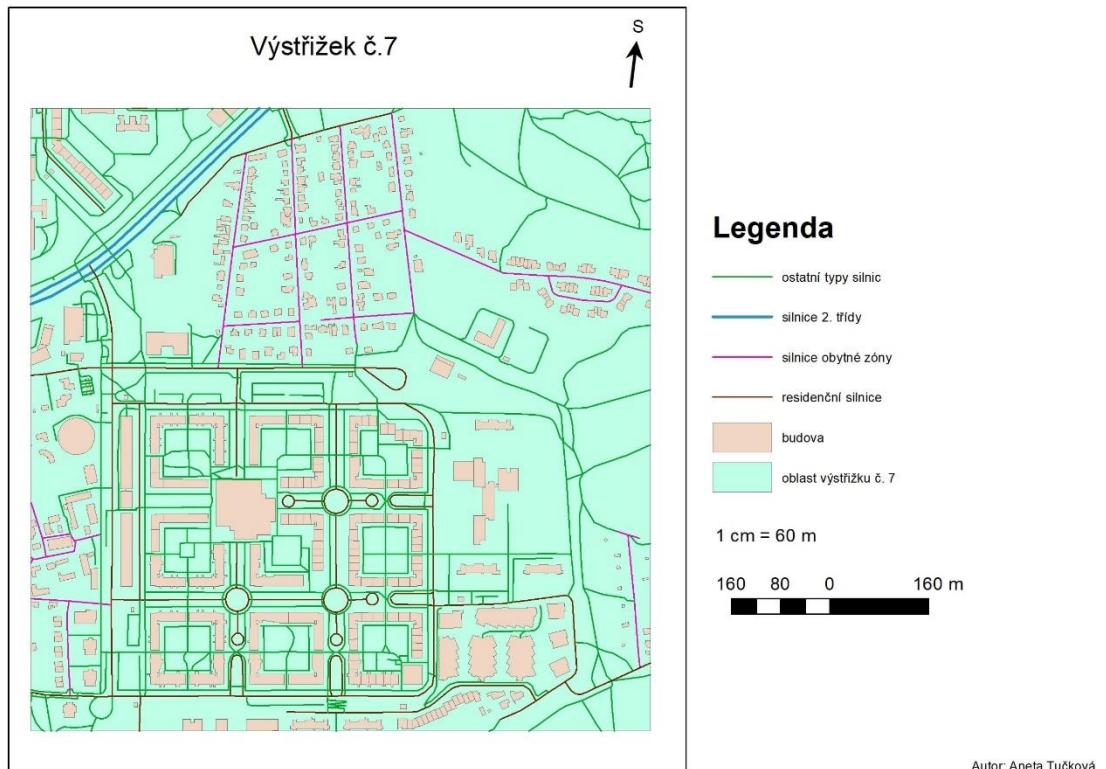 Výstřižek č.7
S
Legenda
ostatní typy silnic
silnice 2. třídy
silnice obytné zóny
residenční silnice
budova
oblast výstřižku č. 7
1 cm = 60 m
160 80 0 160 m
Autor: Aneta Tučková